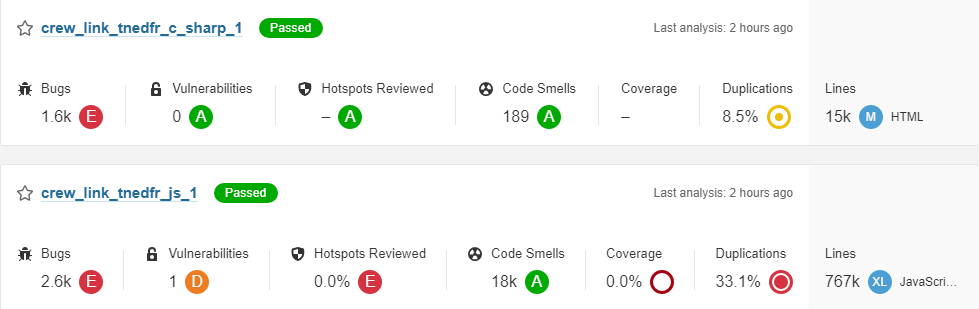 crew_link_tnedfr_c_sharp_1 Passed Last analysis: 2 hours ago
Bugs Vulnerabilities Hotspots Reviewed Code Smells Coverage Duplications Lines
1.6k E 0 A – A 189 A – 8.5% 15k M HTML
crew_link_tnedfr_js_1 Passed Last analysis: 2 hours ago
Bugs Vulnerabilities Hotspots Reviewed Code Smells Coverage Duplications Lines
2.6k E 1 D 0.0% E 18k A 0.0% 33.1% 767k XL JavaScri...